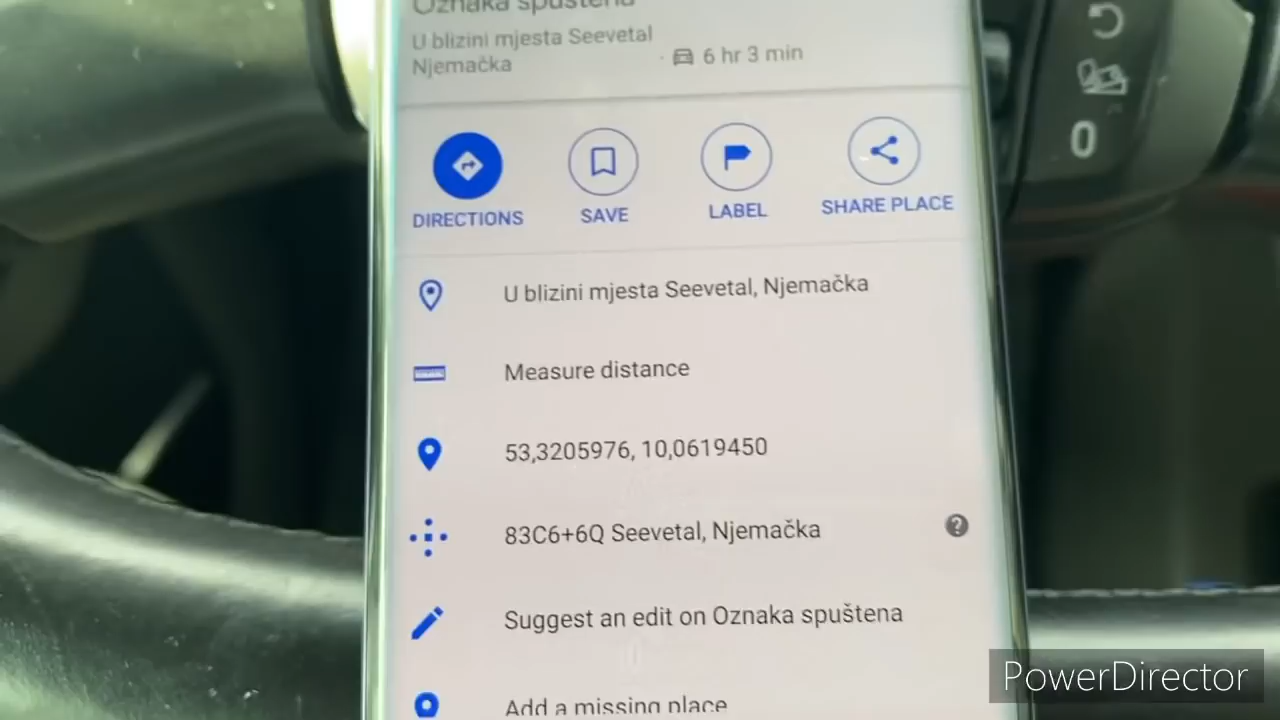 Oznaka spuštena
U blizini mjesta Seevetal
Njemačka
· 6 hr 3 min
DIRECTIONS
SAVE
LABEL
SHARE PLACE
U blizini mjesta Seevetal, Njemačka
Measure distance
53,3205976, 10,0619450
83C6+6Q Seevetal, Njemačka
?
Suggest an edit on Oznaka spuštena
Add a missing place
0
PowerDirector